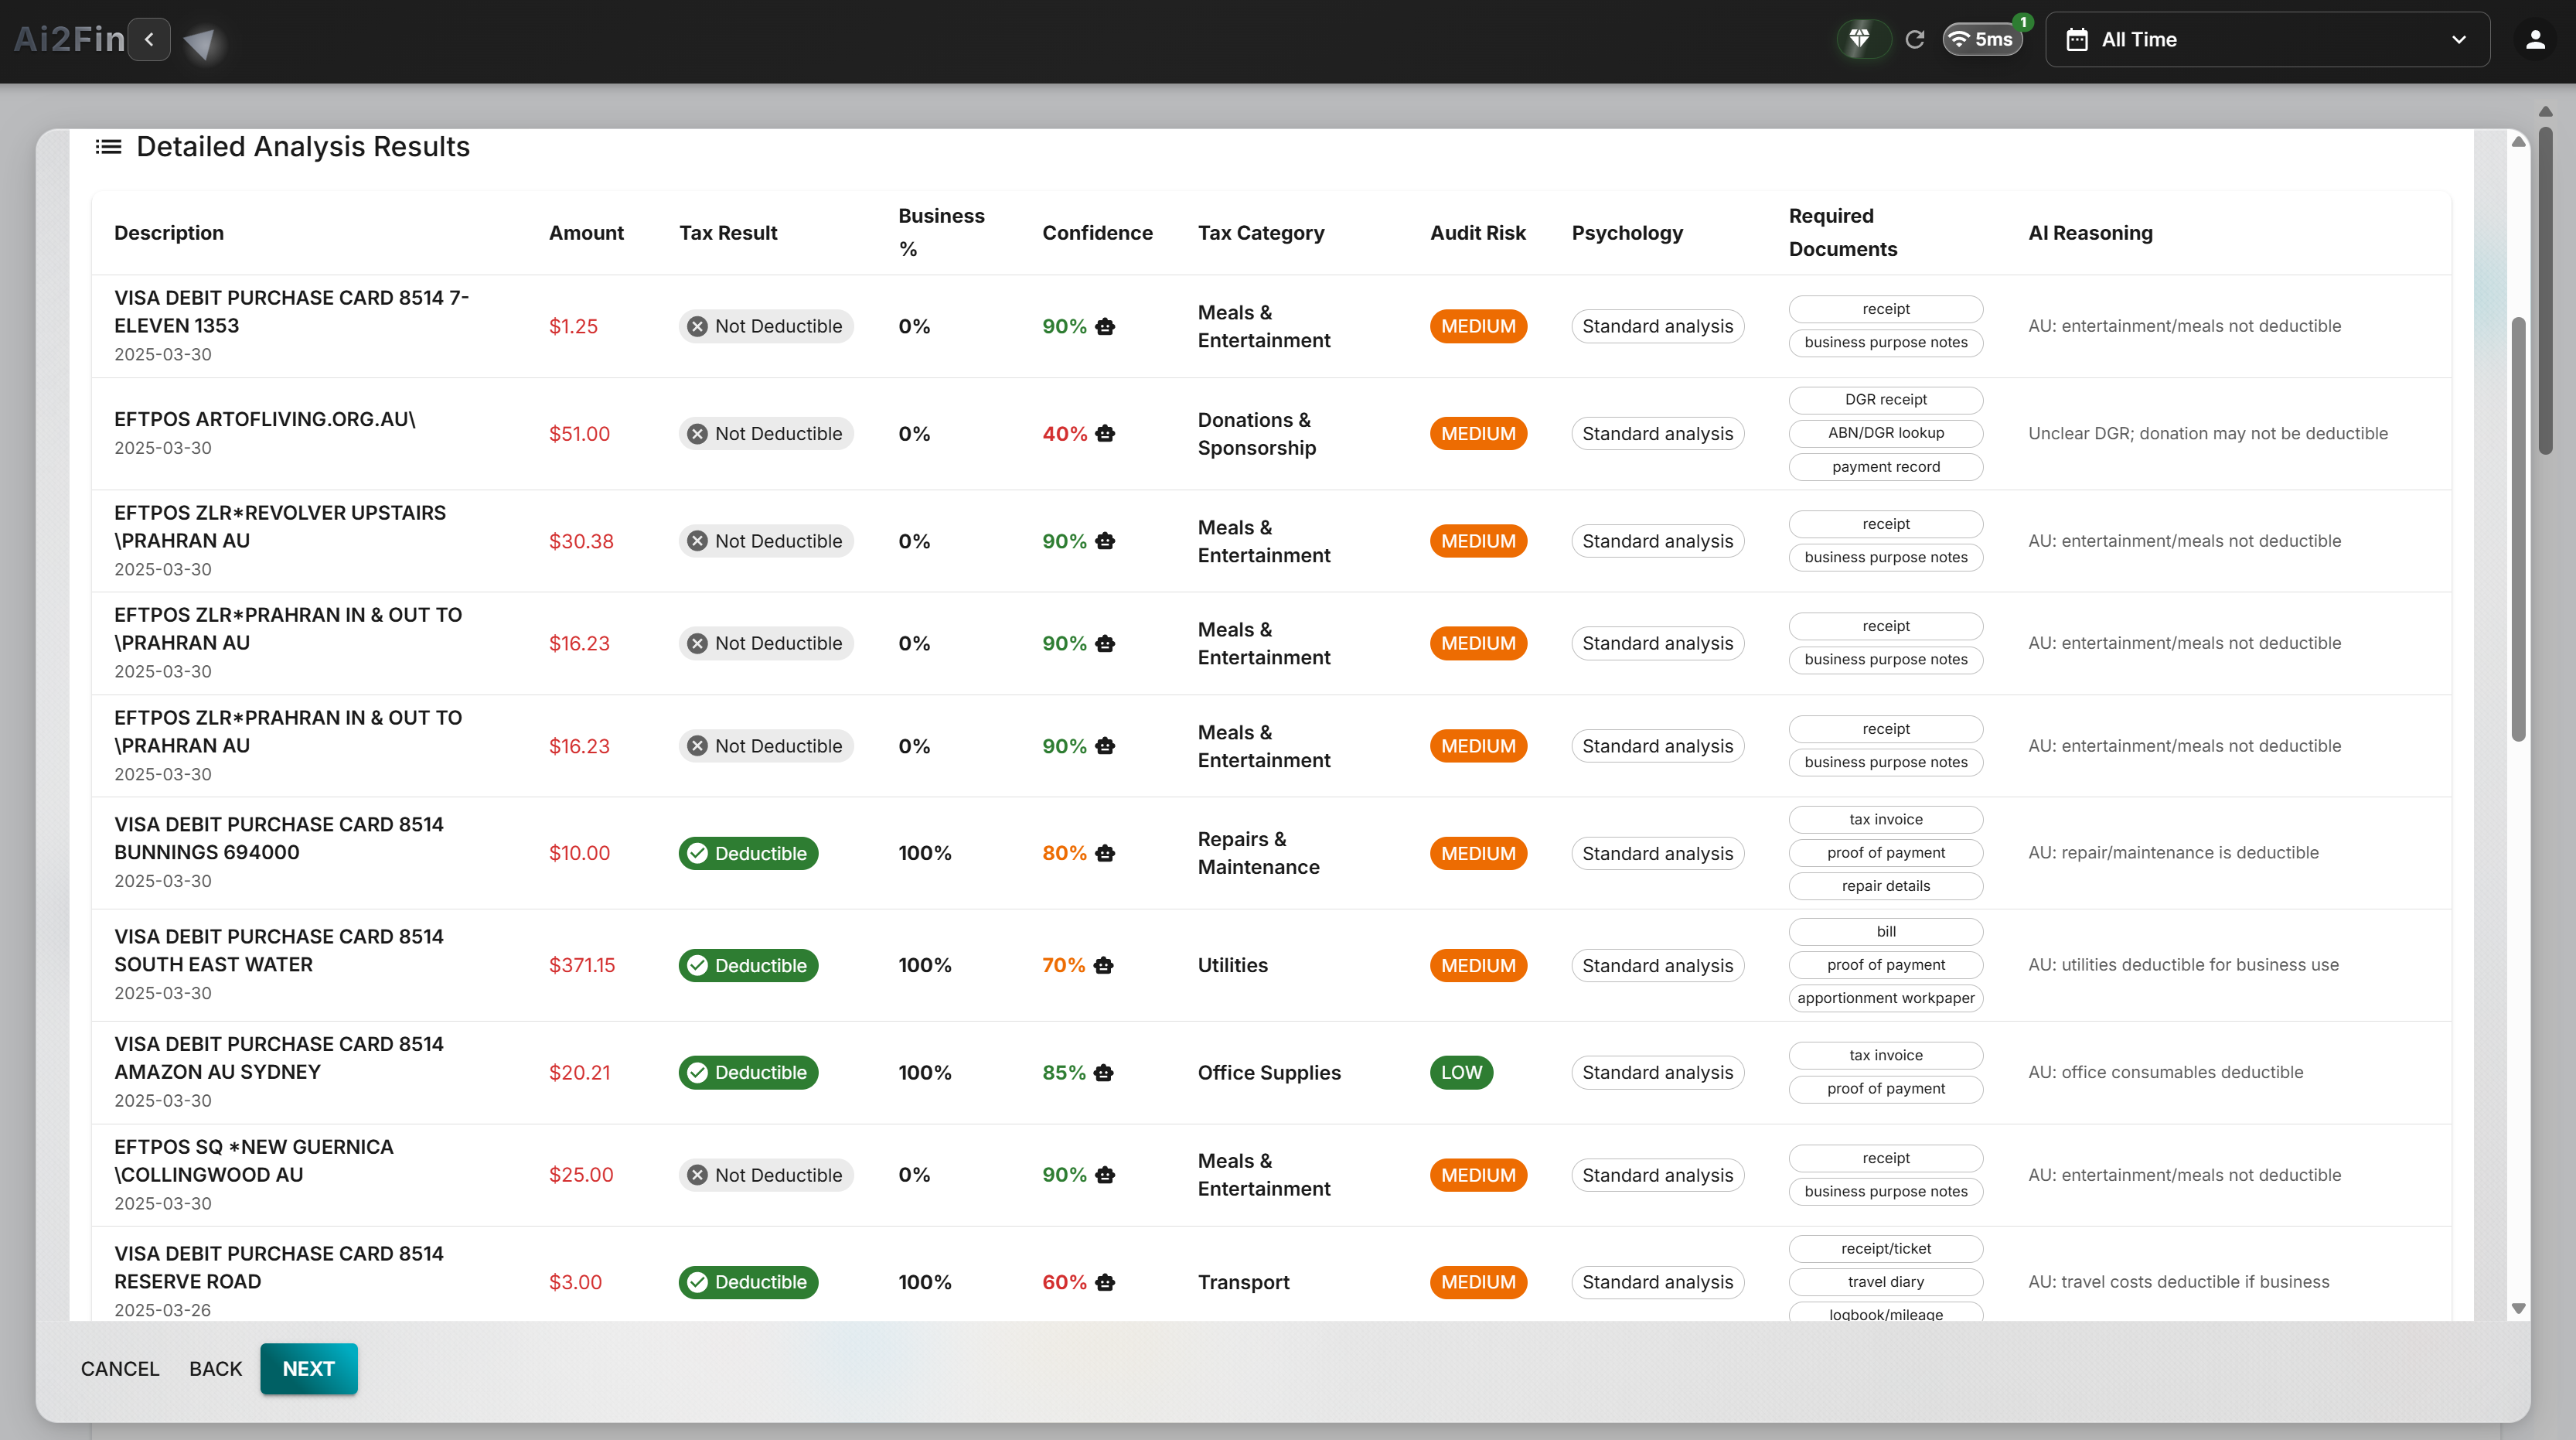 Ai2Fin
1
5ms
All Time
Detailed Analysis Results
Description
Amount
Tax Result
Business
%
Confidence
Tax Category
Audit Risk
Psychology
Required
Documents
AI Reasoning
VISA DEBIT PURCHASE CARD 8514 7-
ELEVEN 1353
2025-03-30
$1.25
Not Deductible
0%
90%
Meals &
Entertainment
MEDIUM
Standard analysis
receipt
business purpose notes
AU: entertainment/meals not deductible
EFTPOS ARTOFLIVING.ORG.AU\
2025-03-30
$51.00
Not Deductible
0%
40%
Donations &
Sponsorship
MEDIUM
Standard analysis
DGR receipt
ABN/DGR lookup
payment record
Unclear DGR; donation may not be deductible
EFTPOS ZLR*REVOLVER UPSTAIRS
\PRAHRAN AU
2025-03-30
$30.38
Not Deductible
0%
90%
Meals &
Entertainment
MEDIUM
Standard analysis
receipt
business purpose notes
AU: entertainment/meals not deductible
EFTPOS ZLR*PRAHRAN IN & OUT TO
\PRAHRAN AU
2025-03-30
$16.23
Not Deductible
0%
90%
Meals &
Entertainment
MEDIUM
Standard analysis
receipt
business purpose notes
AU: entertainment/meals not deductible
EFTPOS ZLR*PRAHRAN IN & OUT TO
\PRAHRAN AU
2025-03-30
$16.23
Not Deductible
0%
90%
Meals &
Entertainment
MEDIUM
Standard analysis
receipt
business purpose notes
AU: entertainment/meals not deductible
VISA DEBIT PURCHASE CARD 8514
BUNNINGS 694000
2025-03-30
$10.00
Deductible
100%
80%
Repairs &
Maintenance
MEDIUM
Standard analysis
tax invoice
proof of payment
repair details
AU: repair/maintenance is deductible
VISA DEBIT PURCHASE CARD 8514
SOUTH EAST WATER
2025-03-30
$371.15
Deductible
100%
70%
Utilities
MEDIUM
Standard analysis
bill
proof of payment
apportionment workpaper
AU: utilities deductible for business use
VISA DEBIT PURCHASE CARD 8514
AMAZON AU SYDNEY
2025-03-30
$20.21
Deductible
100%
85%
Office Supplies
LOW
Standard analysis
tax invoice
proof of payment
AU: office consumables deductible
EFTPOS SQ *NEW GUERNICA
\COLLINGWOOD AU
2025-03-30
$25.00
Not Deductible
0%
90%
Meals &
Entertainment
MEDIUM
Standard analysis
receipt
business purpose notes
AU: entertainment/meals not deductible
VISA DEBIT PURCHASE CARD 8514
RESERVE ROAD
2025-03-26
$3.00
Deductible
100%
60%
Transport
MEDIUM
Standard analysis
receipt/ticket
travel diary
logbook/mileage
AU: travel costs deductible if business
CANCEL
BACK
NEXT